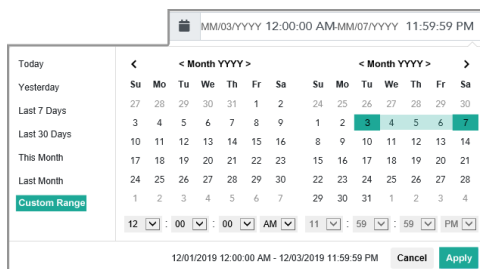 MM/03/YYYY 12:00:00 AM-MM/07/YYYY 11:59:59 PM
Today
Yesterday
Last 7 Days
Last 30 Days
This Month
Last Month
Custom Range
< < Month YYYY >
Su Mo Tu We Th Fr Sa
27 28 29 30 31 1 2
3 4 5 6 7 8 9
10 11 12 13 14 15 16
17 18 19 20 21 22 23
24 25 26 27 28 29 30
1 2 3 4 5 6 7
12 : 00 : 00 AM
< Month YYYY > >
Su Mo Tu We Th Fr Sa
24 25 26 27 28 29 30
1 2 3 4 5 6 7
8 9 10 11 12 13 14
15 16 17 18 19 20 21
22 23 24 25 26 27 28
29 30 31 1 2 3 4
11 : 59 : 59 PM
12/01/2019 12:00:00 AM - 12/03/2019 11:59:59 PM Cancel Apply